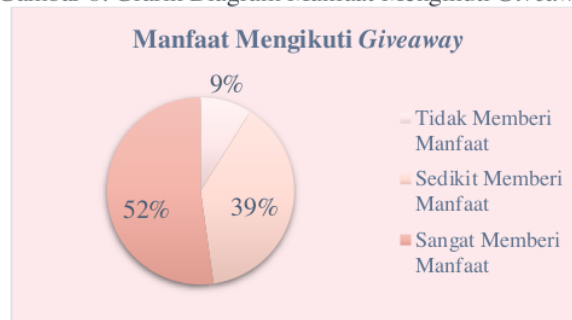 Manfaat Mengikuti Giveaway
9%
52%
39%
Tidak Memberi
Manfaat
Sedikit Memberi
Manfaat
Sangat Memberi
Manfaat